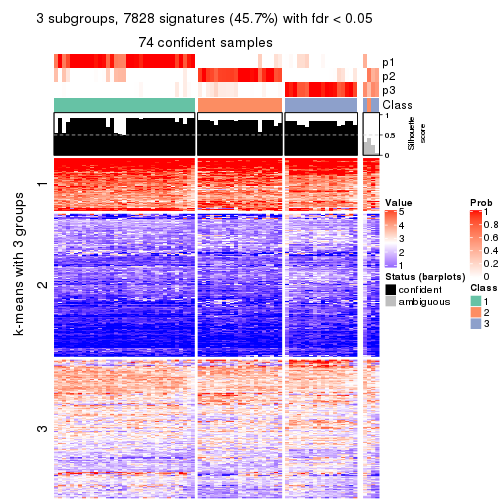 3 subgroups, 7828 signatures (45.7%) with fdr < 0.05
74 confident samples
p1
p2
p3
Class
1
0.5
0
Silhouette
score
k-means with 3 groups
1
2
3
Value
5
4
3
2
1
Status (barplots)
confident
ambiguous
Prob
1
0.8
0.6
0.4
0.2
0
Class
1
2
3